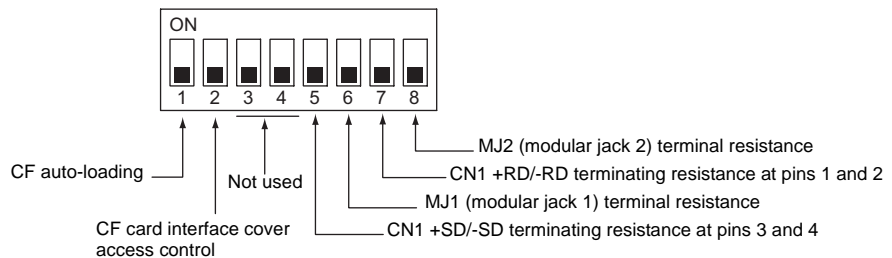 ON
1 2 3 4 5 6 7 8
MJ2 (modular jack 2) terminal resistance
CF auto-loading
Not used
CN1 +RD/-RD terminating resistance at pins 1 and 2
MJ1 (modular jack 1) terminal resistance
CF card interface cover
access control
CN1 +SD/-SD terminating resistance at pins 3 and 4